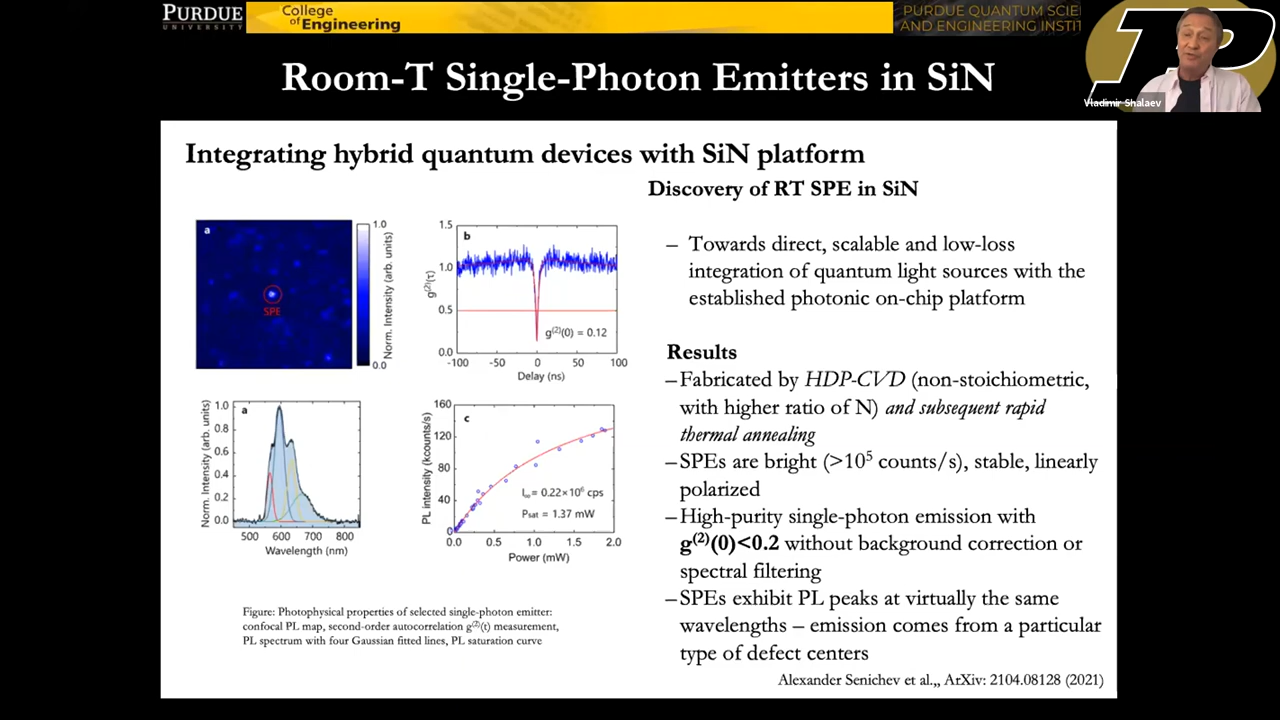 PURDUE
UNIVERSITY
College
of Engineering
PURDUE QUANTUM SCIE
AND ENGINEERING INSTIT
Vladimir Shalaev
Room-T Single-Photon Emitters in SiN
Integrating hybrid quantum devices with SiN platform
Discovery of RT SPE in SiN
– Towards direct, scalable and low-loss
integration of quantum light sources with the
established photonic on-chip platform
Results
–Fabricated by HDP-CVD (non-stoichiometric,
with higher ratio of N) and subsequent rapid
thermal annealing
–SPEs are bright (>10⁵ counts/s), stable, linearly
polarized
–High-purity single-photon emission with
g⁽²⁾(0)<0.2 without background correction or
spectral filtering
–SPEs exhibit PL peaks at virtually the same
wavelengths – emission comes from a particular
type of defect centers
Alexander Senichev et al.,, ArXiv: 2104.08128 (2021)
a
SPE
1.0
0.0
Norm. Intensity (arb. units)
b
1.5
1.0
0.5
0.0
g⁽²⁾(τ)
g⁽²⁾(0) = 0.12
-100 -50 0 50 100
Delay (ns)
a
1.0
0.8
0.6
0.4
0.2
0.0
Norm. Intensity (arb. units)
500 600 700 800
Wavelength (nm)
c
160
120
80
40
0
PL intensity (kcounts/s)
I∞= 0.22×10⁶ cps
Psat = 1.37 mW
0.0 0.5 1.0 1.5 2.0
Power (mW)
Figure: Photophysical properties of selected single-photon emitter:
confocal PL map, second-order autocorrelation g⁽²⁾(t) measurement,
PL spectrum with four Gaussian fitted lines, PL saturation curve